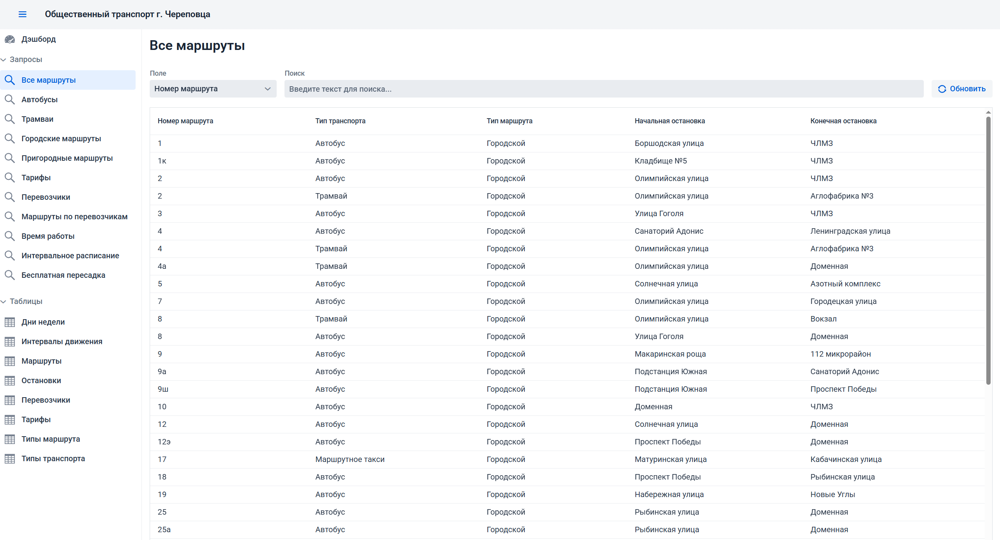 Общественный транспорт г. Череповца
Дэшборд
Запросы
Все маршруты
Автобусы
Трамваи
Городские маршруты
Пригородные маршруты
Тарифы
Перевозчики
Маршруты по перевозчикам
Время работы
Интервальное расписание
Бесплатная пересадка
Таблицы
Дни недели
Интервалы движения
Маршруты
Остановки
Перевозчики
Тарифы
Типы маршрута
Типы транспорта
Все маршруты
Поле Поиск
Номер маршрута Введите текст для поиска... Обновить
Номер маршрута Тип транспорта Тип маршрута Начальная остановка Конечная остановка
1 Автобус Городской Боршодская улица ЧЛМЗ
1к Автобус Городской Кладбище №5 ЧЛМЗ
2 Автобус Городской Олимпийская улица ЧЛМЗ
2 Трамвай Городской Олимпийская улица Аглофабрика №3
3 Автобус Городской Улица Гоголя ЧЛМЗ
4 Автобус Городской Санаторий Адонис Ленинградская улица
4 Трамвай Городской Олимпийская улица Аглофабрика №3
4а Трамвай Городской Олимпийская улица Доменная
5 Автобус Городской Солнечная улица Азотный комплекс
7 Автобус Городской Олимпийская улица Городецкая улица
8 Трамвай Городской Олимпийская улица Вокзал
8 Автобус Городской Улица Гоголя Доменная
9 Автобус Городской Макаринская роща 112 микрорайон
9а Автобус Городской Подстанция Южная Санаторий Адонис
9ш Автобус Городской Подстанция Южная Проспект Победы
10 Автобус Городской Доменная ЧЛМЗ
12 Автобус Городской Солнечная улица Доменная
12э Автобус Городской Проспект Победы Доменная
17 Маршрутное такси Городской Матуринская улица Кабачинская улица
18 Автобус Городской Проспект Победы Рыбинская улица
19 Автобус Городской Набережная улица Новые Углы
25 Автобус Городской Рыбинская улица Доменная
25а Автобус Городской Рыбинская улица Доменная